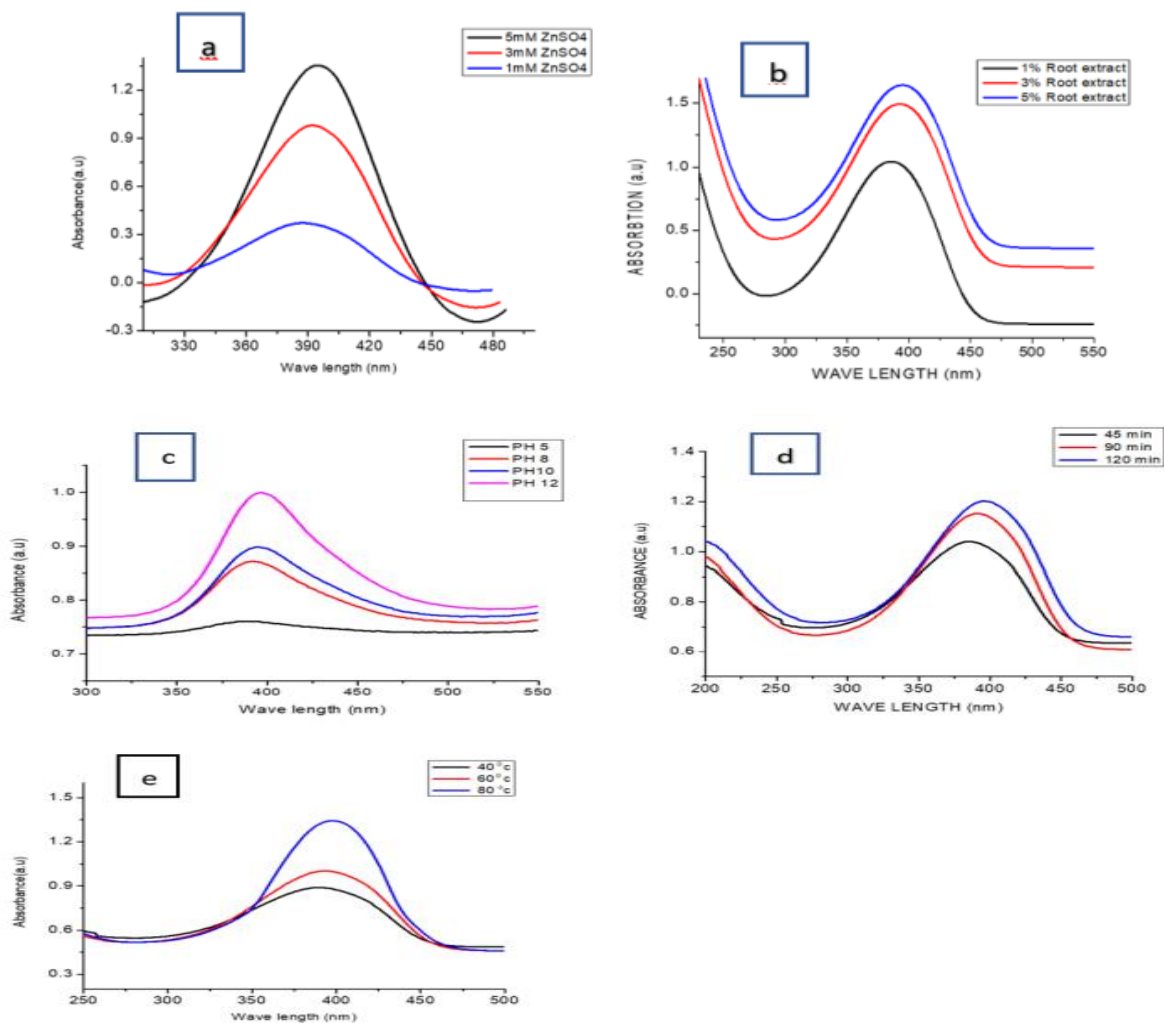 a
5mM ZnSO4
3mM ZnSO4
1mM ZnSO4
1.2
0.9
0.6
0.3
0.0
-0.3
Absorbance(a.u)
330 360 390 420 450 480
Wave length (nm)
b
1% Root extract
3% Root extract
5% Root extract
1.5
1.0
0.5
0.0
ABSORBTION (a.u)
250 300 350 400 450 500 550
WAVE LENGTH (nm)
c
PH 5
PH 8
PH10
PH 12
1.0
0.9
0.8
0.7
Absorbance (a.u)
300 350 400 450 500 550
Wave length (nm)
d
45 min
90 min
120 min
1.4
1.2
1.0
0.8
0.6
ABSORBANCE (a.u)
200 250 300 350 400 450 500
WAVE LENGTH (nm)
e
40°c
60°c
80°c
1.5
1.2
0.9
0.6
0.3
Absorbance(a.u)
250 300 350 400 450 500
Wave length (nm)